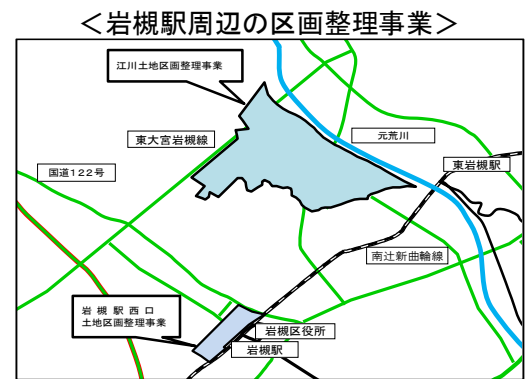 ＜岩槻駅周辺の区画整理事業＞
江川土地区画整理事業
東大宮岩槻線
元荒川
東岩槻駅
国道122号
南辻新曲輪線
岩槻駅西口
土地区画整理事業
岩槻区役所
岩槻駅